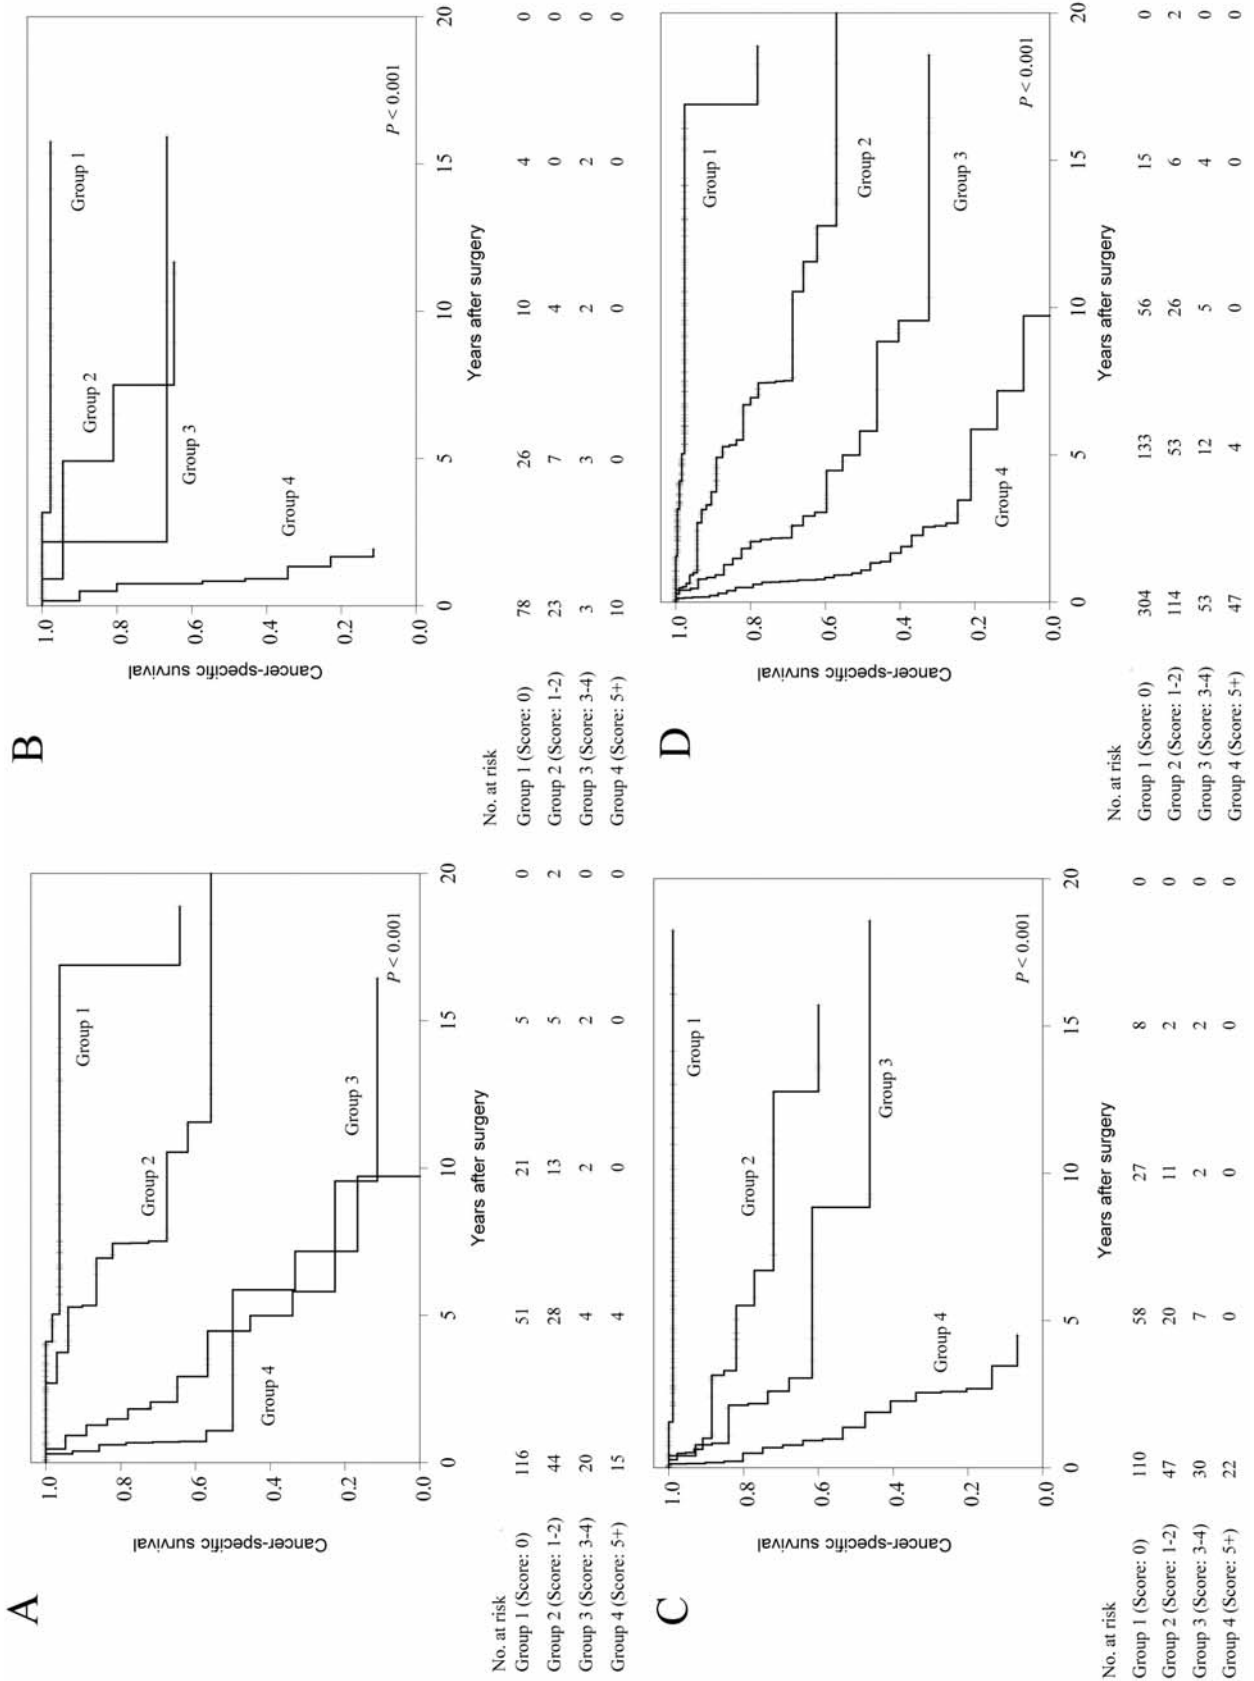 A
Cancer-specific survival
1.0
0.8
0.6
0.4
0.2
0.0
Group 1
Group 2
Group 3
Group 4
P < 0.001
0 5 10 15 20
Years after surgery
No. at risk
Group 1 (Score: 0) 116 51 21 5 0
Group 2 (Score: 1-2) 44 28 13 5 2
Group 3 (Score: 3-4) 20 4 2 2 0
Group 4 (Score: 5+) 15 4 0 0 0
B
Cancer-specific survival
1.0
0.8
0.6
0.4
0.2
0.0
Group 1
Group 2
Group 3
Group 4
P < 0.001
0 5 10 15 20
Years after surgery
No. at risk
Group 1 (Score: 0) 78 26 10 4 0
Group 2 (Score: 1-2) 23 7 4 0 0
Group 3 (Score: 3-4) 3 3 2 2 0
Group 4 (Score: 5+) 10 0 0 0 0
C
Cancer-specific survival
1.0
0.8
0.6
0.4
0.2
0.0
Group 1
Group 2
Group 3
Group 4
P < 0.001
0 5 10 15 20
Years after surgery
No. at risk
Group 1 (Score: 0) 110 58 27 8 0
Group 2 (Score: 1-2) 47 20 11 2 0
Group 3 (Score: 3-4) 30 7 2 2 0
Group 4 (Score: 5+) 22 0 0 0 0
D
Cancer-specific survival
1.0
0.8
0.6
0.4
0.2
0.0
Group 1
Group 2
Group 3
Group 4
P < 0.001
0 5 10 15 20
Years after surgery
No. at risk
Group 1 (Score: 0) 304 133 56 15 0
Group 2 (Score: 1-2) 114 53 26 6 2
Group 3 (Score: 3-4) 53 12 5 4 0
Group 4 (Score: 5+) 47 4 0 0 0